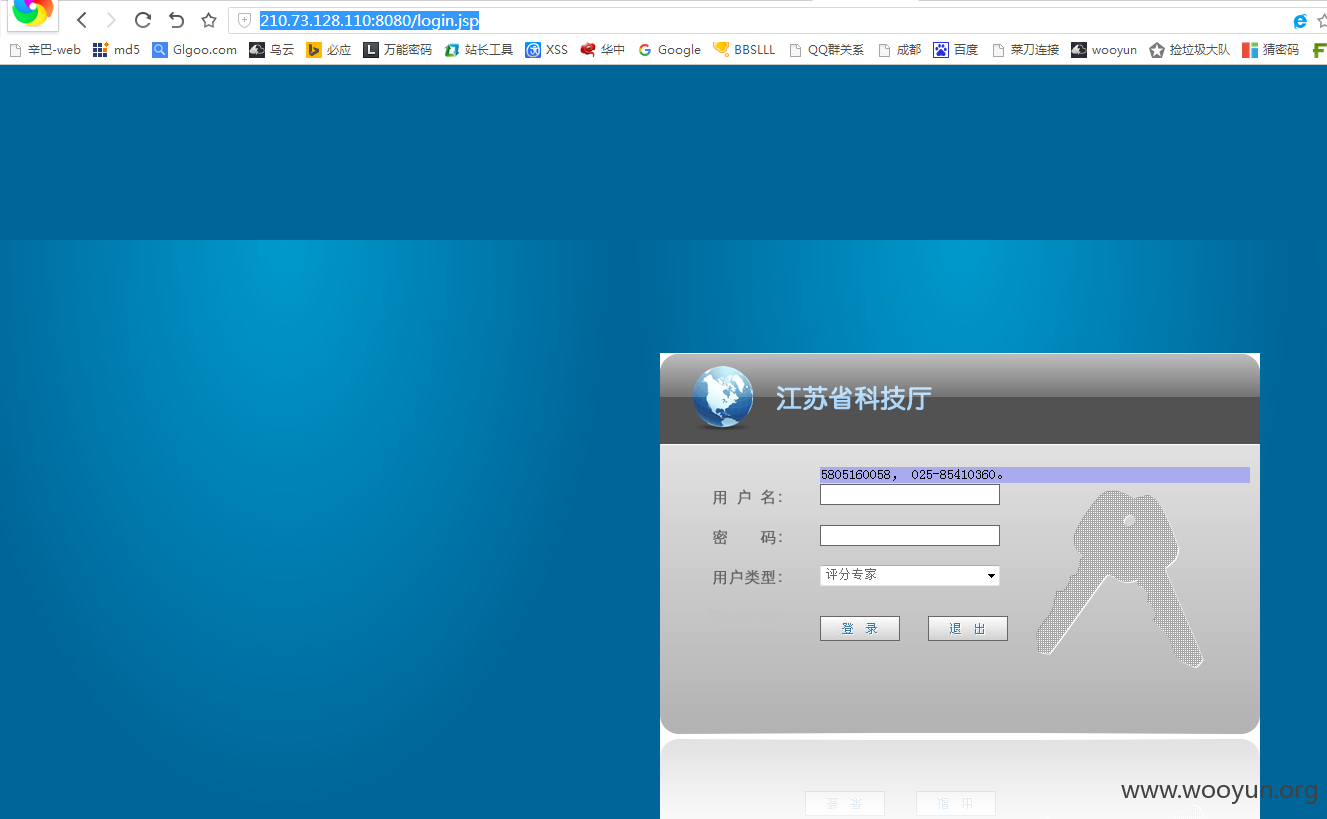 210.73.128.110:8080/login.jsp
辛巴-web md5 Glgoo.com 乌云 必应 万能密码 站长工具 XSS 华中 Google BBSLLL QQ群关系 成都 百度 菜刀连接 wooyun 捡垃圾大队 猜密码
江苏省科技厅
5805160058, 025-85410360。
用 户 名:
密 码:
用户类型: 评分专家
登 录 退 出
www.wooyun.org